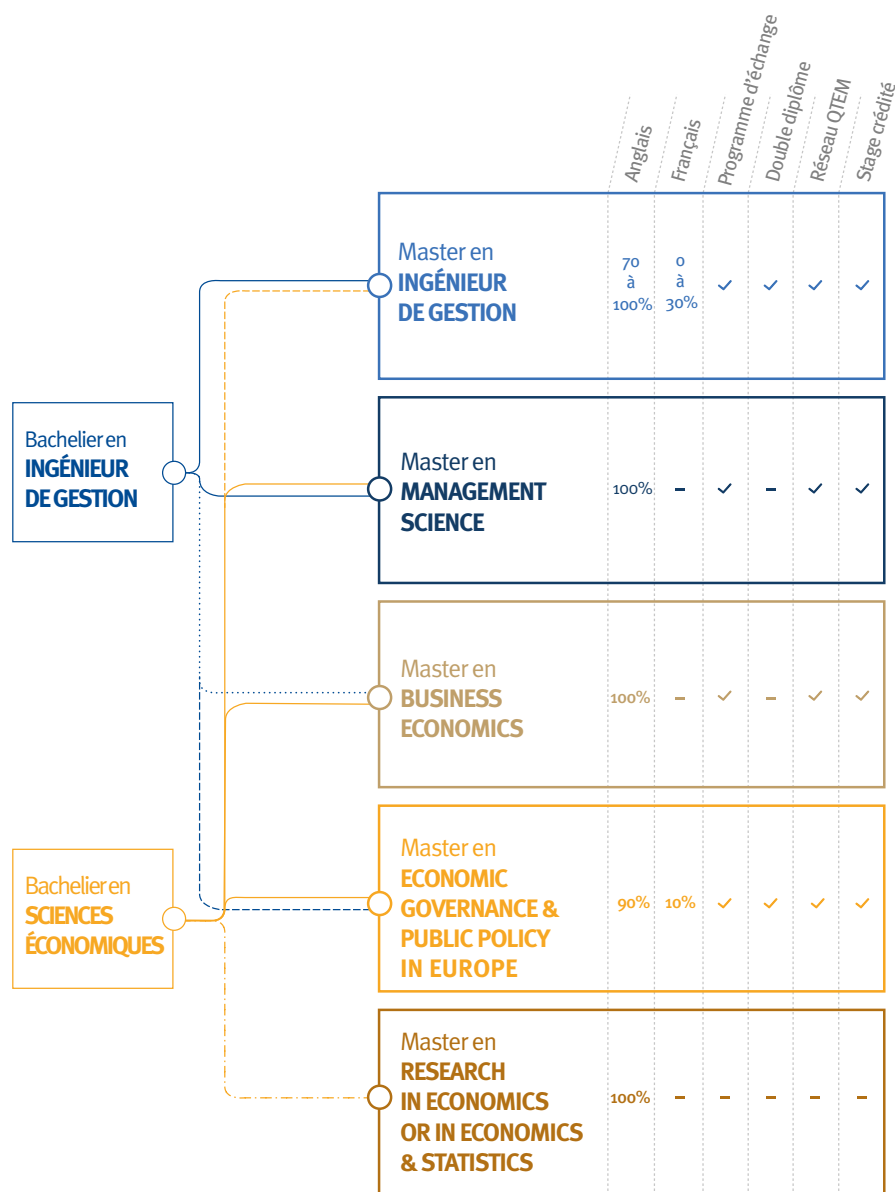 Anglais
Français
Programme d'échange
Double diplôme
Réseau QTEM
Stage crédité
Master en
INGÉNIEUR
DE GESTION
70
à
100%
0
à
30%
Bachelier en
INGÉNIEUR
DE GESTION
Master en
MANAGEMENT
SCIENCE
100%
Master en
BUSINESS
ECONOMICS
100%
Bachelier en
SCIENCES
ÉCONOMIQUES
Master en
ECONOMIC
GOVERNANCE &
PUBLIC POLICY
IN EUROPE
90%
10%
Master en
RESEARCH
IN ECONOMICS
OR IN ECONOMICS
& STATISTICS
100%